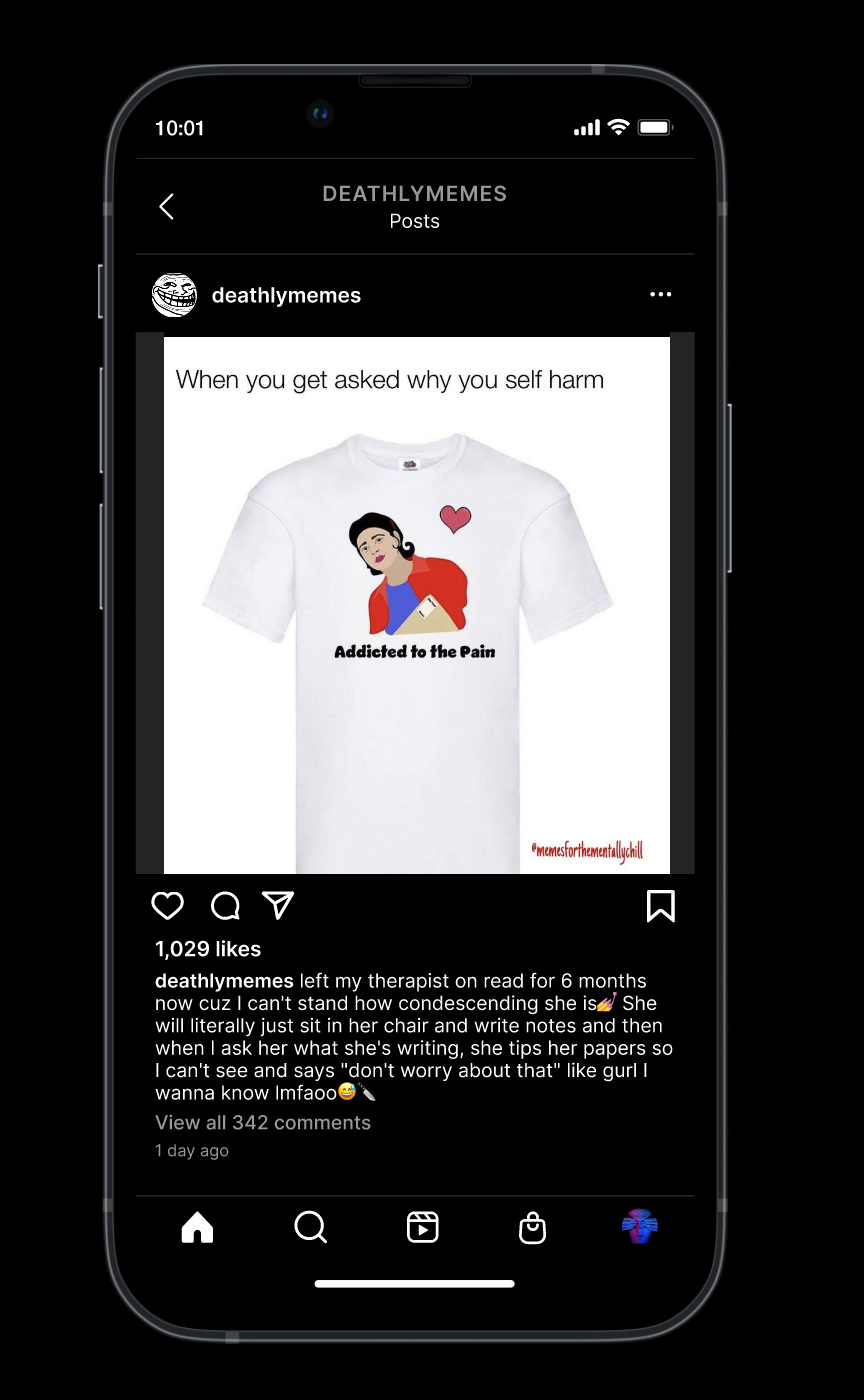 10:01
DEATHLYMEMES
Posts
deathlymemes
When you get asked why you self harm
Addicted to the Pain
@memesforthementallychill
1,029 likes
deathlymemes left my therapist on read for 6 months
now cuz I can't stand how condescending she is💅 She
will literally just sit in her chair and write notes and then
when I ask her what she's writing, she tips her papers so
I can't see and says "don't worry about that" like gurl I
wanna know lmfaoo😅🔪
View all 342 comments
1 day ago